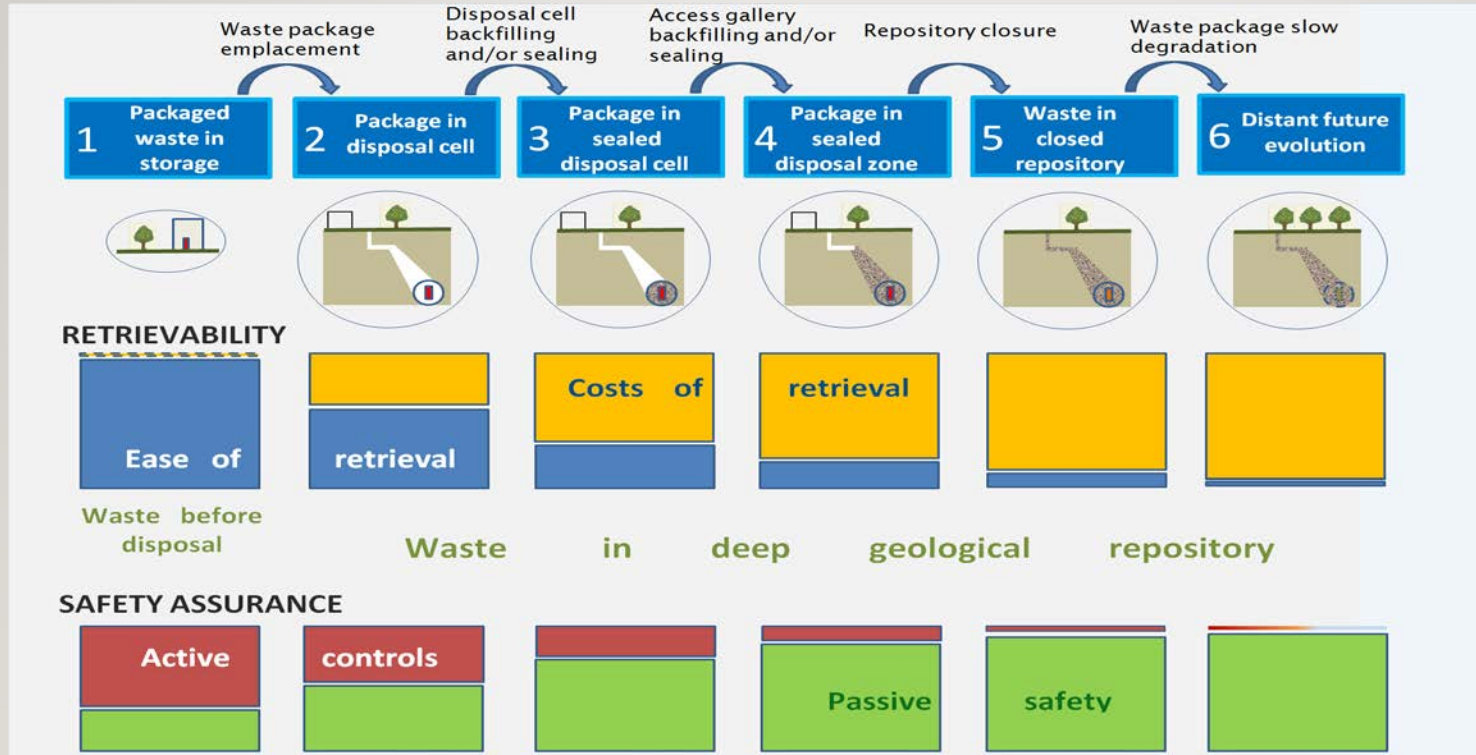 Waste package
emplacement
Disposal cell
backfilling
and/or sealing
Access gallery
backfilling and/or
sealing
Repository closure
Waste package slow
degradation
1
Packaged
waste in
storage
2
Package in
disposal cell
3
Package in
sealed
disposal cell
4
Package in
sealed
disposal zone
5
Waste in
closed
repository
6
Distant future
evolution
RETRIEVABILITY
Costs of retrieval
Ease of retrieval
Waste before
disposal
Waste in deep geological repository
SAFETY ASSURANCE
Active controls
Passive safety